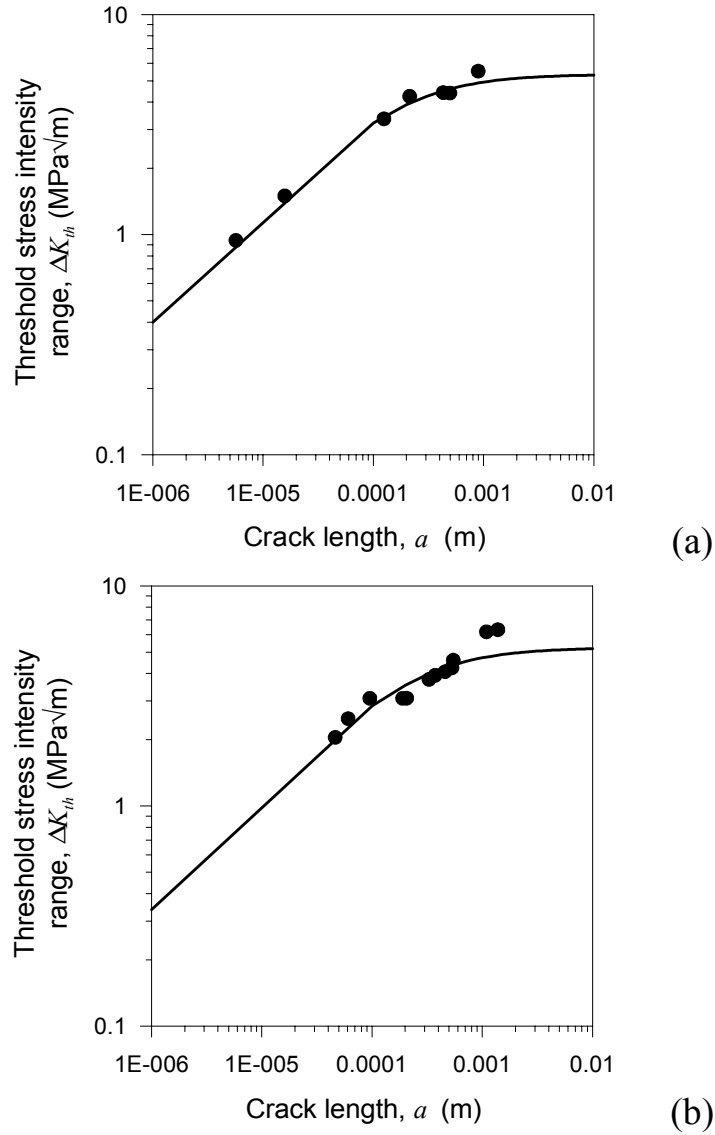 10
Threshold stress intensity
range, ΔK_th (MPa√m)
1
0.1
1E-006 1E-005 0.0001 0.001 0.01
Crack length, a (m)
(a)
10
Threshold stress intensity
range, ΔK_th (MPa√m)
1
0.1
1E-006 1E-005 0.0001 0.001 0.01
Crack length, a (m)
(b)